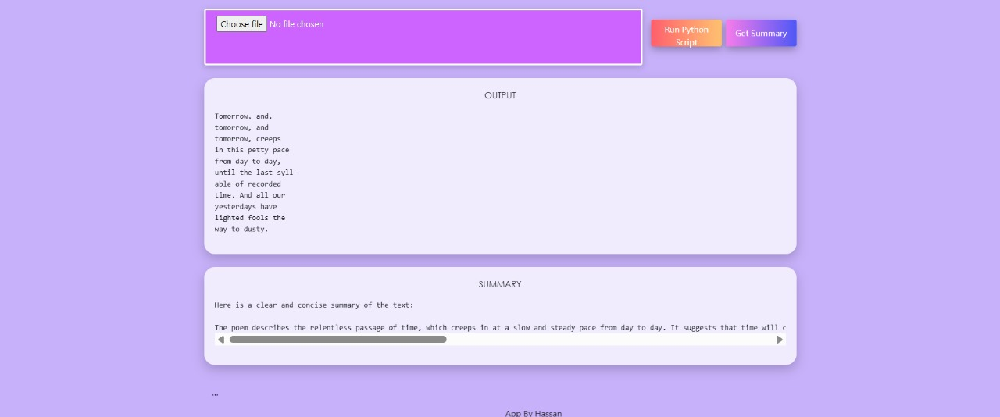 Choose file No file chosen
Run Python
Script
Get Summary
OUTPUT
Tomorrow, and.
tomorrow, and
tomorrow, creeps
in this petty pace
from day to day,
until the last syll-
able of recorded
time. And all our
yesterdays have
lighted fools the
way to dusty.
SUMMARY
Here is a clear and concise summary of the text:
The poem describes the relentless passage of time, which creeps in at a slow and steady pace from day to day. It suggests that time will c
...
App By Hassan